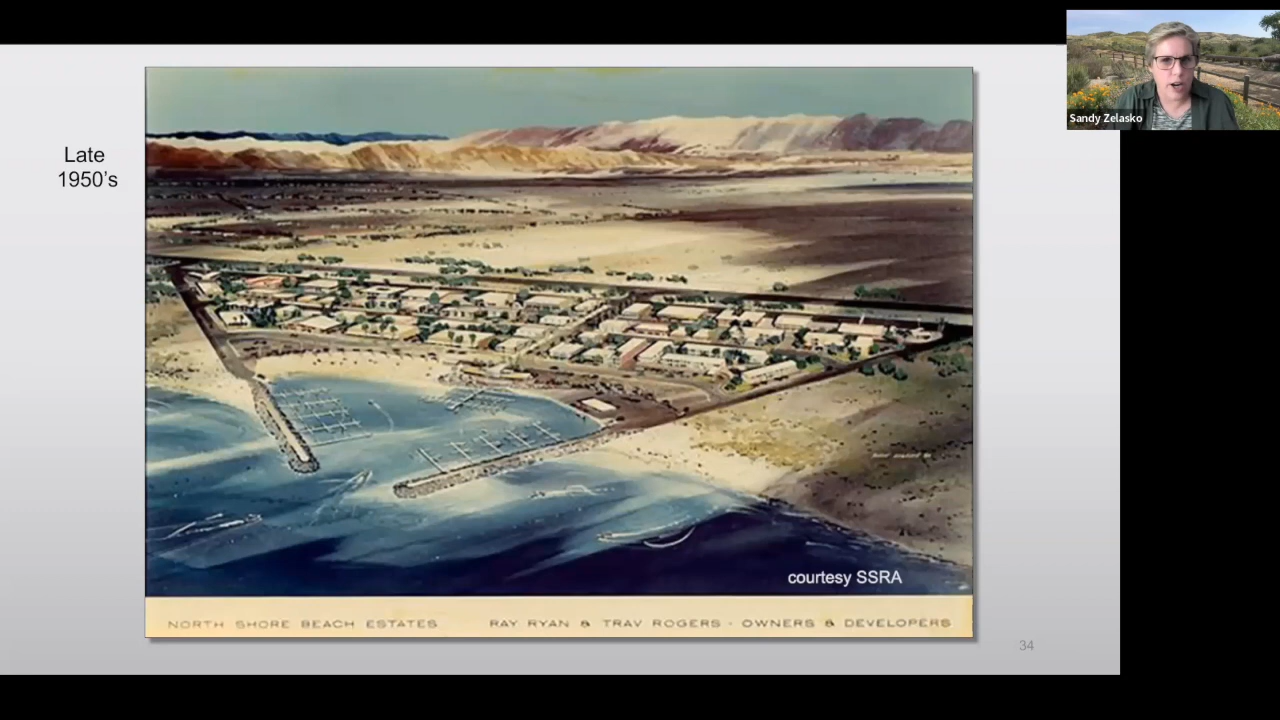 Sandy Zelasko
Late
1950's
courtesy SSRA
NORTH SHORE BEACH ESTATES
RAY RYAN & TRAV ROGERS · OWNERS & DEVELOPERS
34